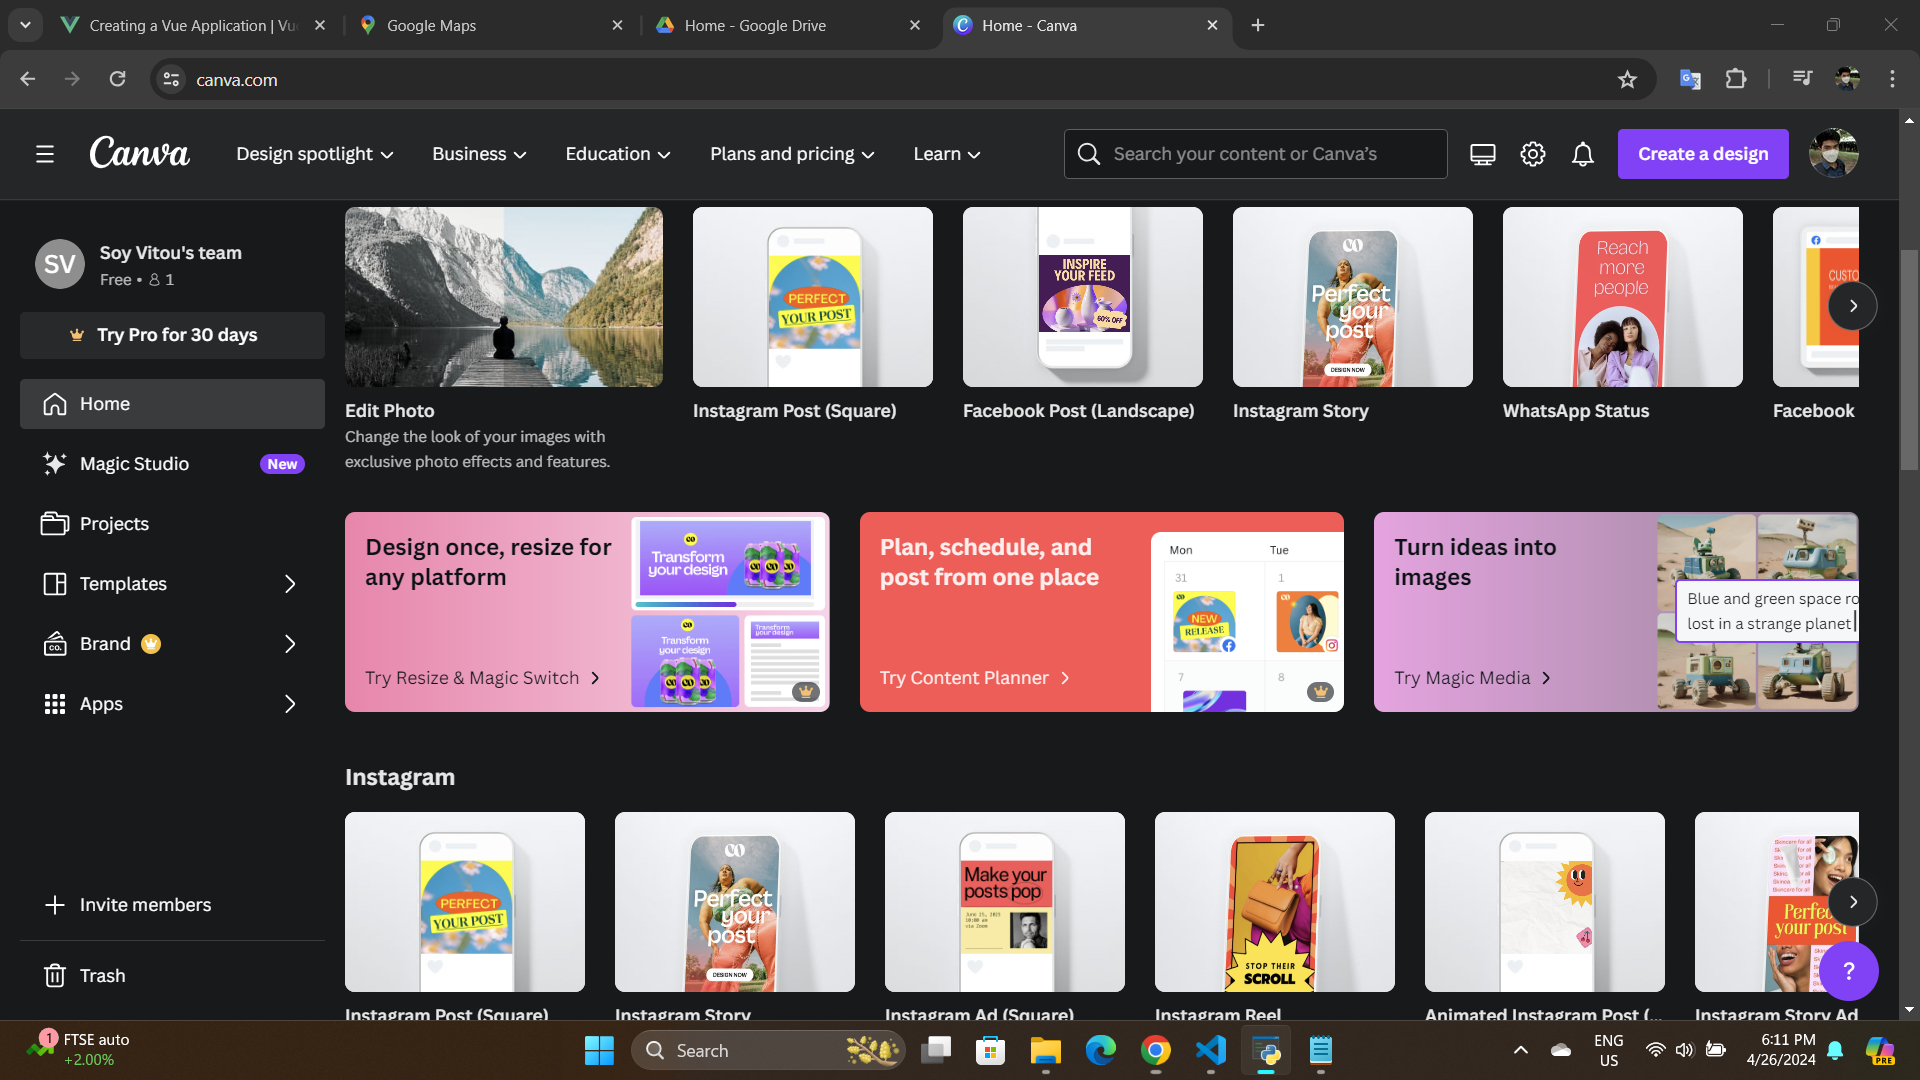 Creating a Vue Application | Vue
Google Maps
Home - Google Drive
Home - Canva
canva.com
Canva
Design spotlight
Business
Education
Plans and pricing
Learn
Search your content or Canva's
Create a design
SV
Soy Vitou's team
Free • 1
Try Pro for 30 days
Home
Magic Studio
New
Projects
Templates
Brand
Apps
Invite members
Trash
PERFECT
YOUR POST
INSPIRE
YOUR FEED
60% OFF
Perfect
your
post
DESIGN NOW
Reach
more
people
Edit Photo
Change the look of your images with
exclusive photo effects and features.
Instagram Post (Square)
Facebook Post (Landscape)
Instagram Story
WhatsApp Status
Facebook
Design once, resize for
any platform
Try Resize & Magic Switch
Transform
your design
Transform
your design
Transform
your design
Plan, schedule, and
post from one place
Try Content Planner
Mon
Tue
31
1
NEW
RELEASE
7
8
Turn ideas into
images
Try Magic Media
Blue and green space ro
lost in a strange planet
Instagram
PERFECT
YOUR POST
Perfect
your
post
DESIGN NOW
Make your
posts pop
June 25, 2035
10:00 am
via Zoom
STOP THEIR
SCROLL
Perfect
your post
Instagram Post (Square)
Instagram Story
Instagram Ad (Square)
Instagram Reel
Animated Instagram Post (...
Instagram Story Ad
?
1
FTSE auto
+2.00%
Search
ENG
US
6:11 PM
4/26/2024
PRE